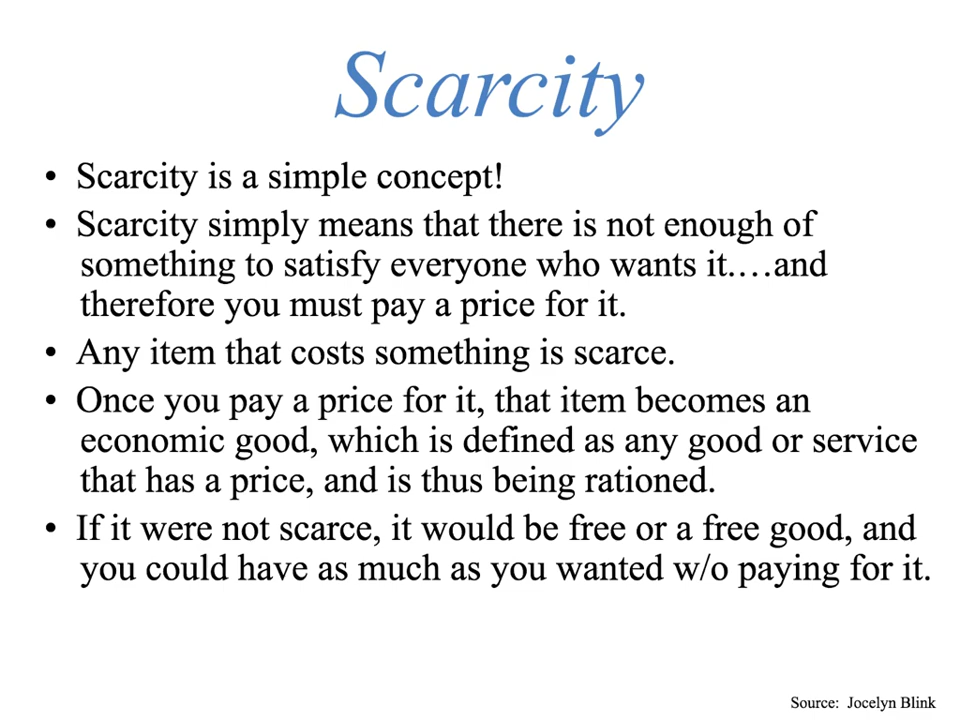 Scarcity
• Scarcity is a simple concept!
• Scarcity simply means that there is not enough of
something to satisfy everyone who wants it.…and
therefore you must pay a price for it.
• Any item that costs something is scarce.
• Once you pay a price for it, that item becomes an
economic good, which is defined as any good or service
that has a price, and is thus being rationed.
• If it were not scarce, it would be free or a free good, and
you could have as much as you wanted w/o paying for it.
Source:  Jocelyn Blink